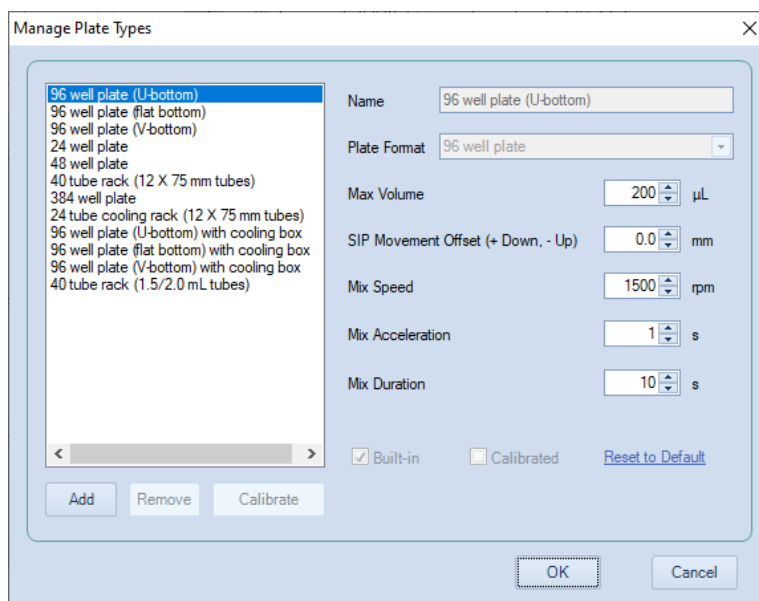 Manage Plate Types
96 well plate (U-bottom)
96 well plate (flat bottom)
96 well plate (V-bottom)
24 well plate
48 well plate
40 tube rack (12 X 75 mm tubes)
384 well plate
24 tube cooling rack (12 X 75 mm tubes)
96 well plate (U-bottom) with cooling box
96 well plate (flat bottom) with cooling box
96 well plate (V-bottom) with cooling box
40 tube rack (1.5/2.0 mL tubes)
Add
Remove
Calibrate
Name 96 well plate (U-bottom)
Plate Format 96 well plate
Max Volume 200 µL
SIP Movement Offset (+ Down, - Up) 0.0 mm
Mix Speed 1500 rpm
Mix Acceleration 1 s
Mix Duration 10 s
Built-in Calibrated Reset to Default
OK Cancel